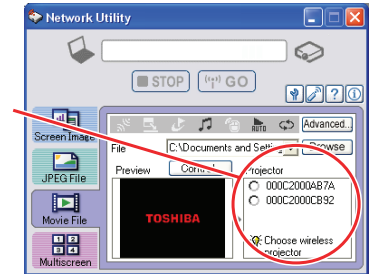 Network Utility
STOP GO
Screen Image
AUTO Advanced...
File C:\Documents and Setti Browse
Preview Control Projector
JPEG File
000C2000AB7A
000C2000CB92
Movie File
TOSHIBA
Choose wireless
projector
Multiscreen